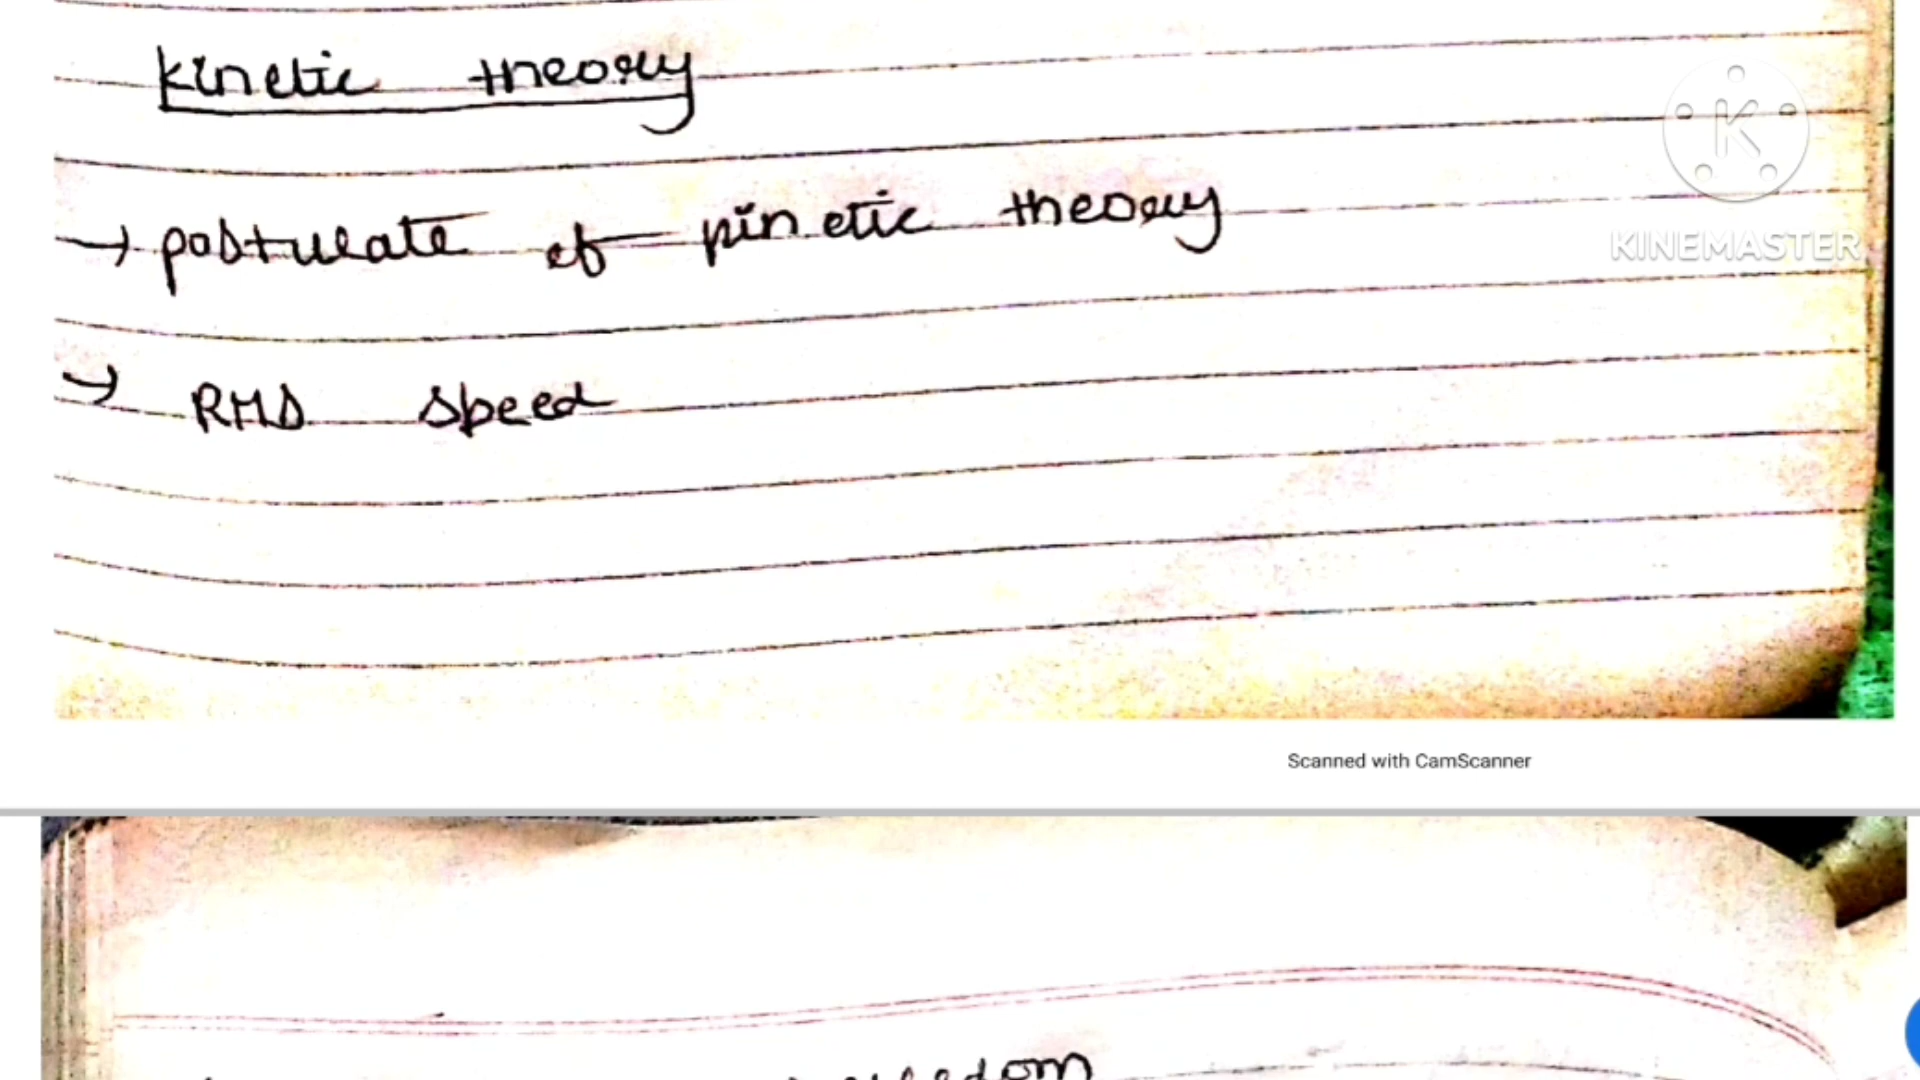 Kinetic theory
→ postulate of pinetic theory
→ RMS speed
KINEMASTER
Scanned with CamScanner